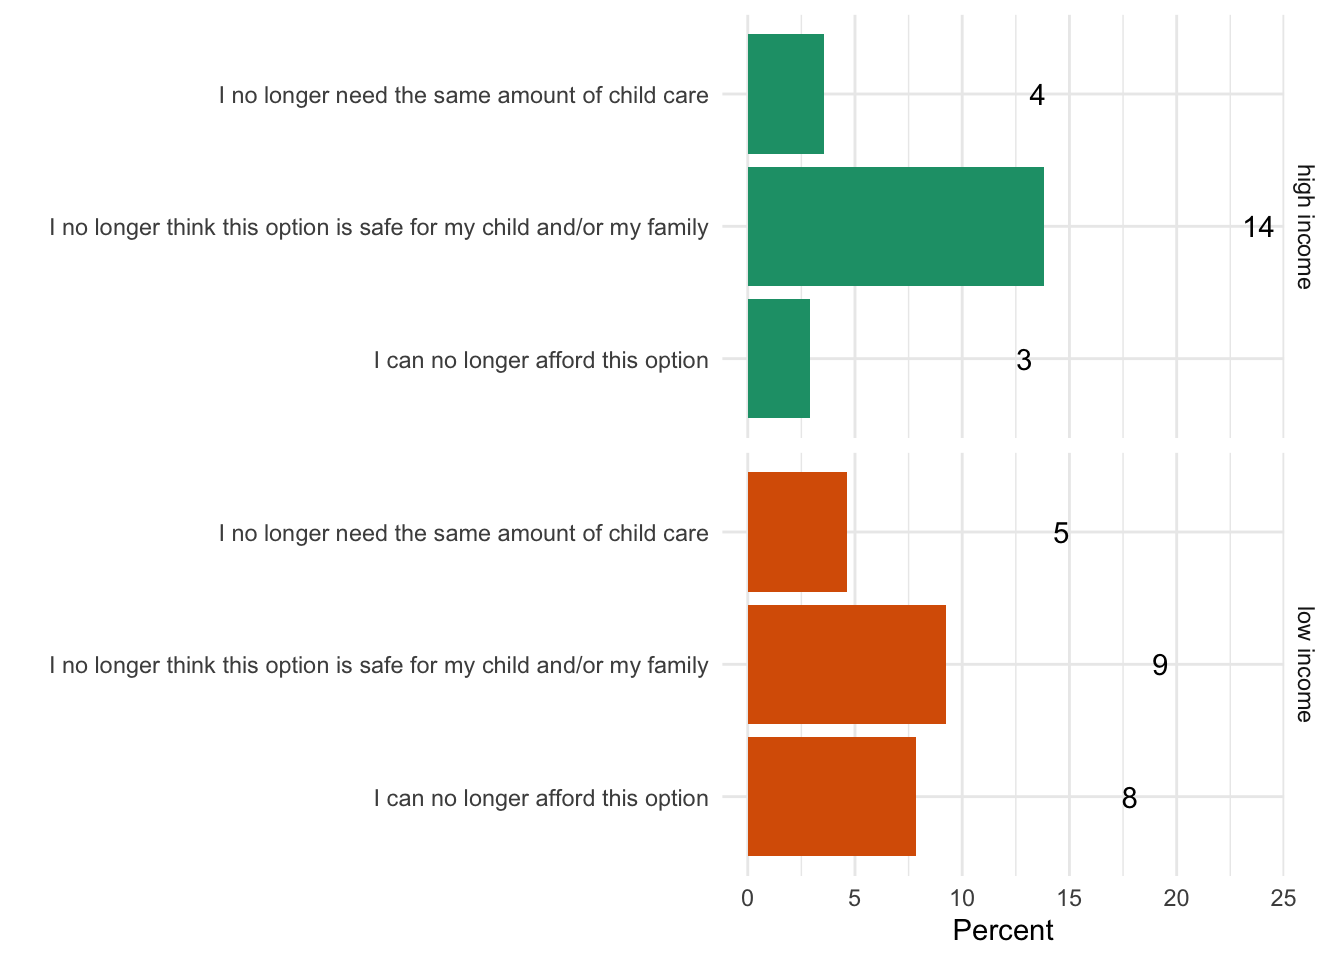 I no longer need the same amount of child care
4
I no longer think this option is safe for my child and/or my family
14
I can no longer afford this option
3
high income
I no longer need the same amount of child care
5
I no longer think this option is safe for my child and/or my family
9
I can no longer afford this option
8
low income
0 5 10 15 20 25
Percent